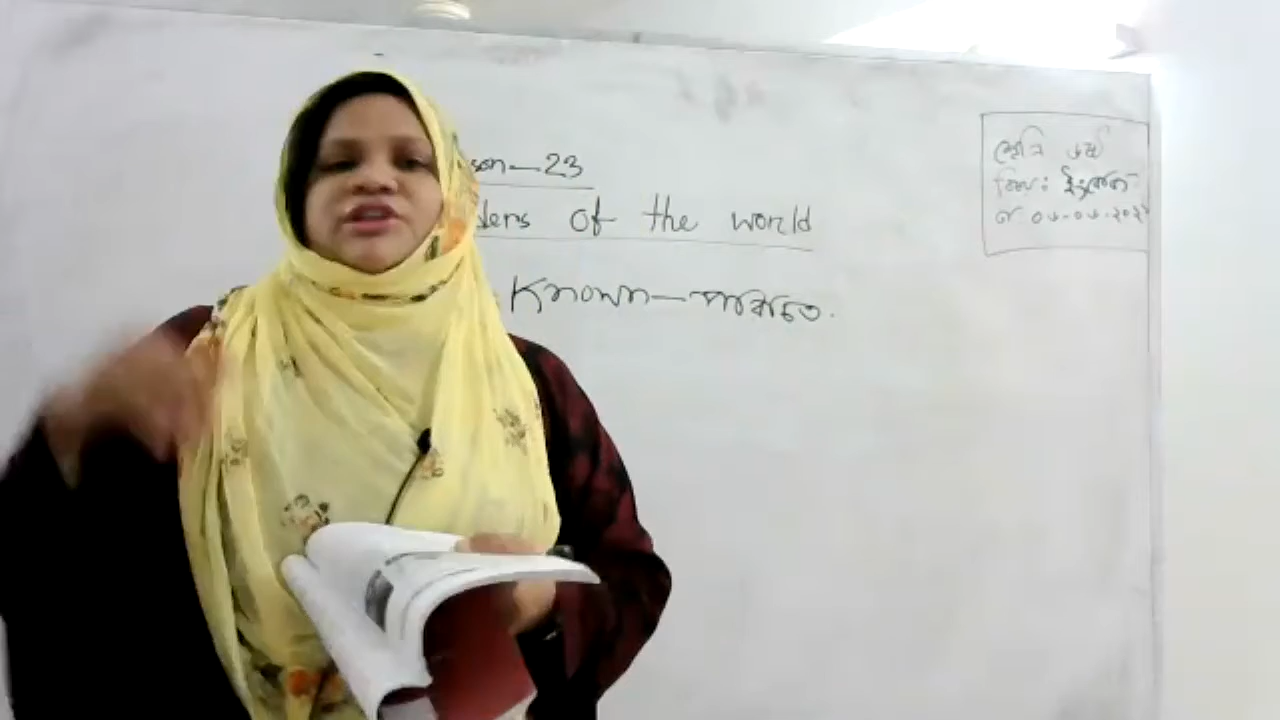 son—23
ders of the world
Known—পরিচিত.
শ্রেণি ৬ষ্ঠ
বিষয়: ইংরেজি